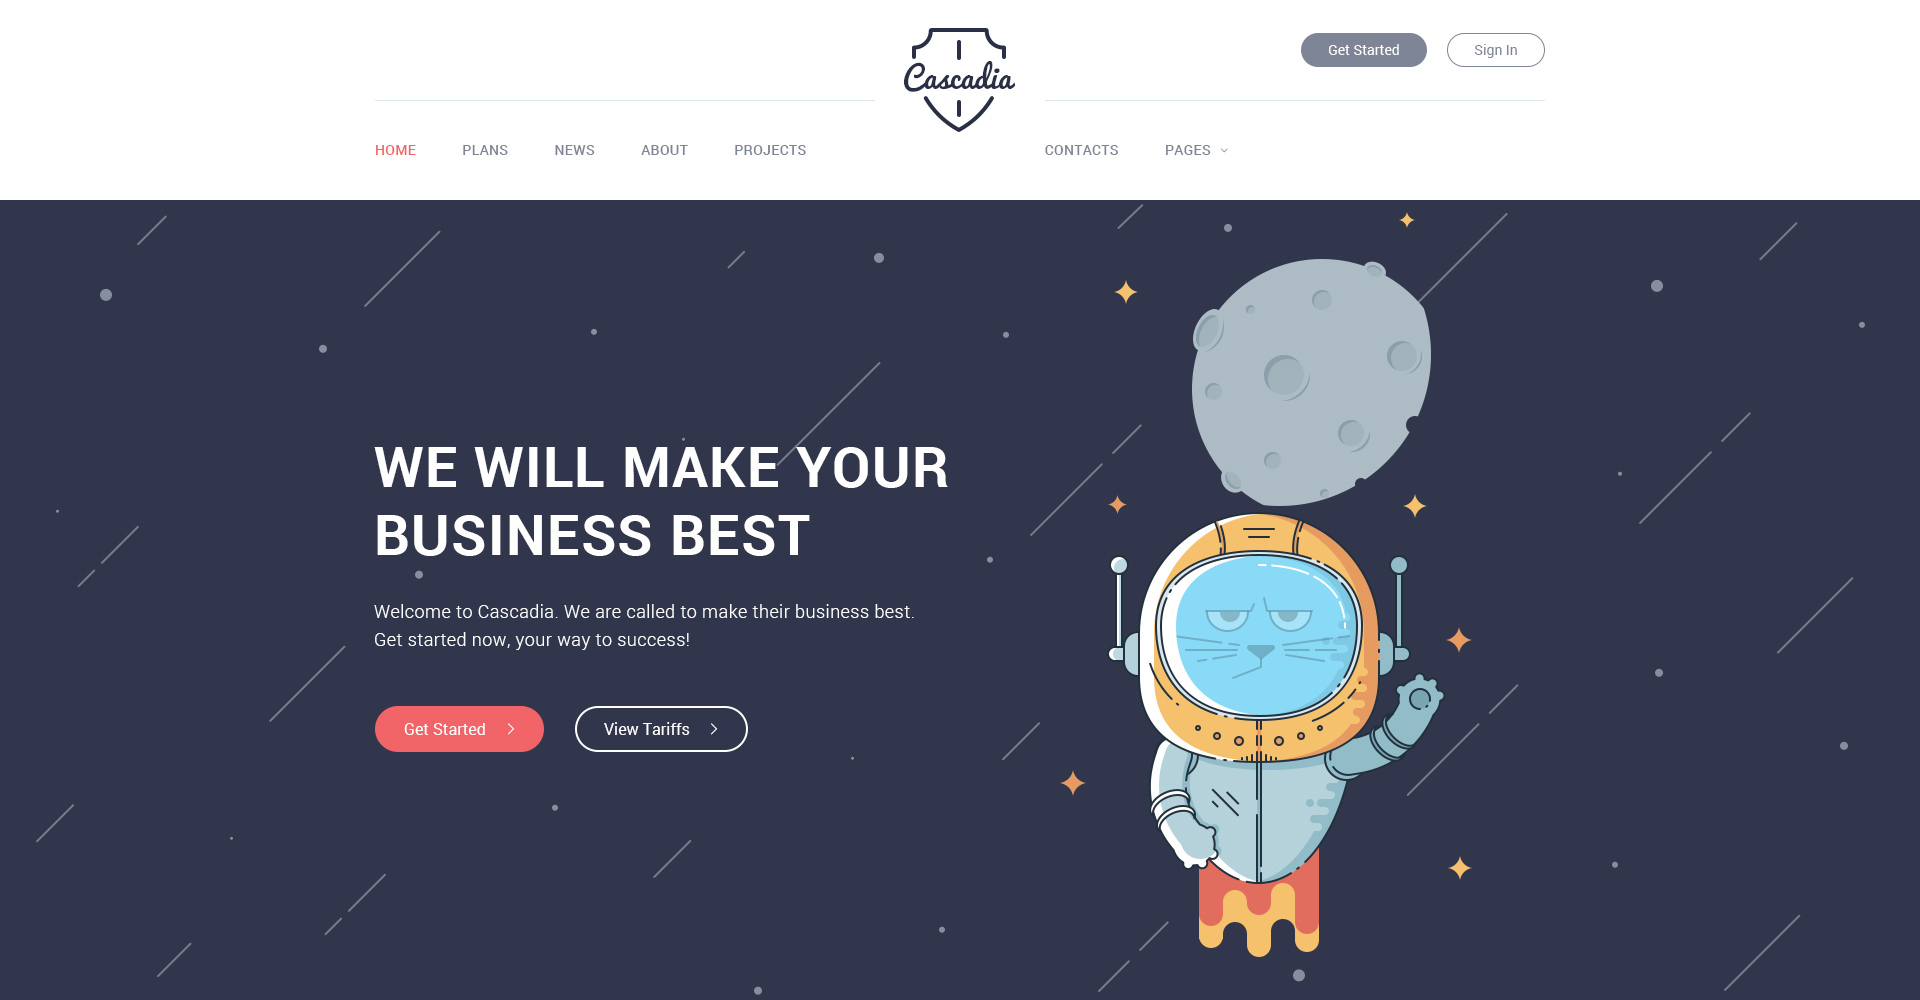 Get Started
Sign In
Cascadia
HOME
PLANS
NEWS
ABOUT
PROJECTS
CONTACTS
PAGES
WE WILL MAKE YOUR
BUSINESS BEST
Welcome to Cascadia. We are called to make their business best.
Get started now, your way to success!
Get Started
View Tariffs